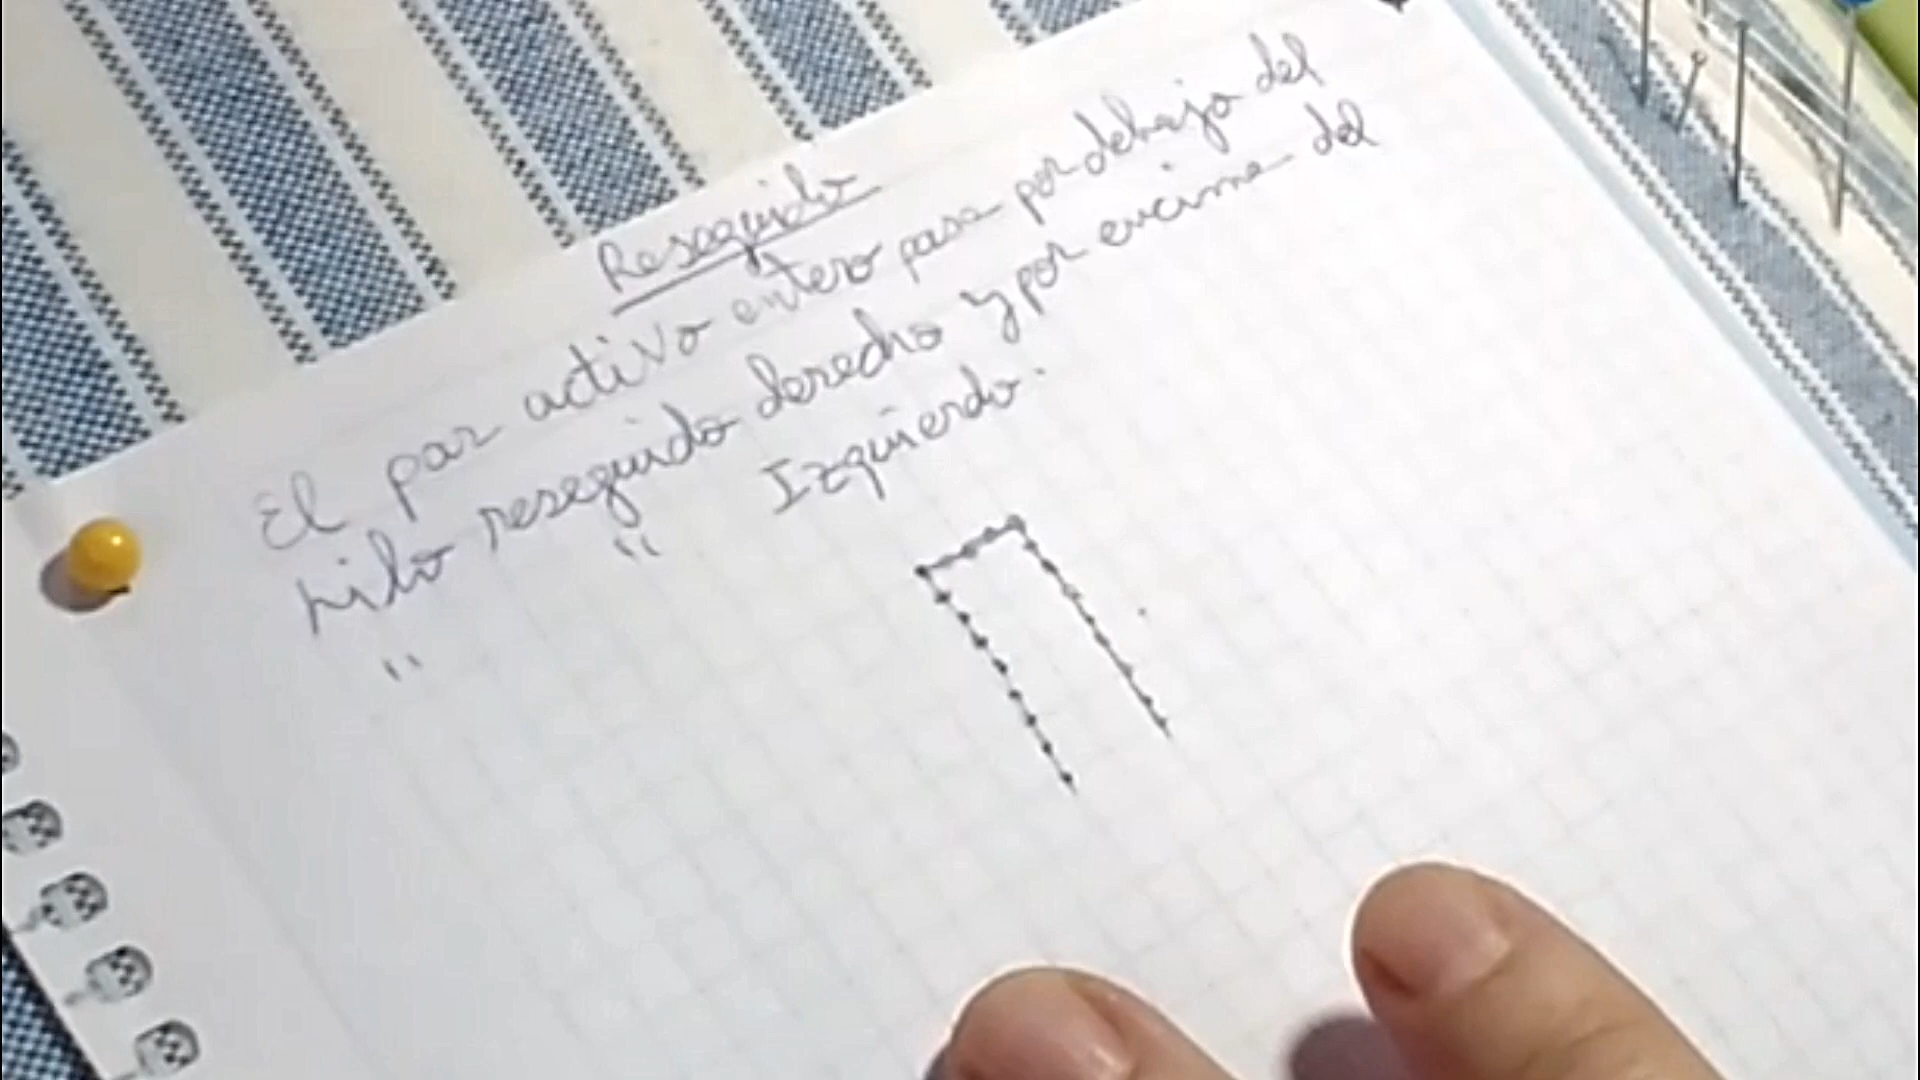 Reseguido
El par activo entero pasa por debajo del
hilo reseguido derecho y por encima del
" " Izquierdo.